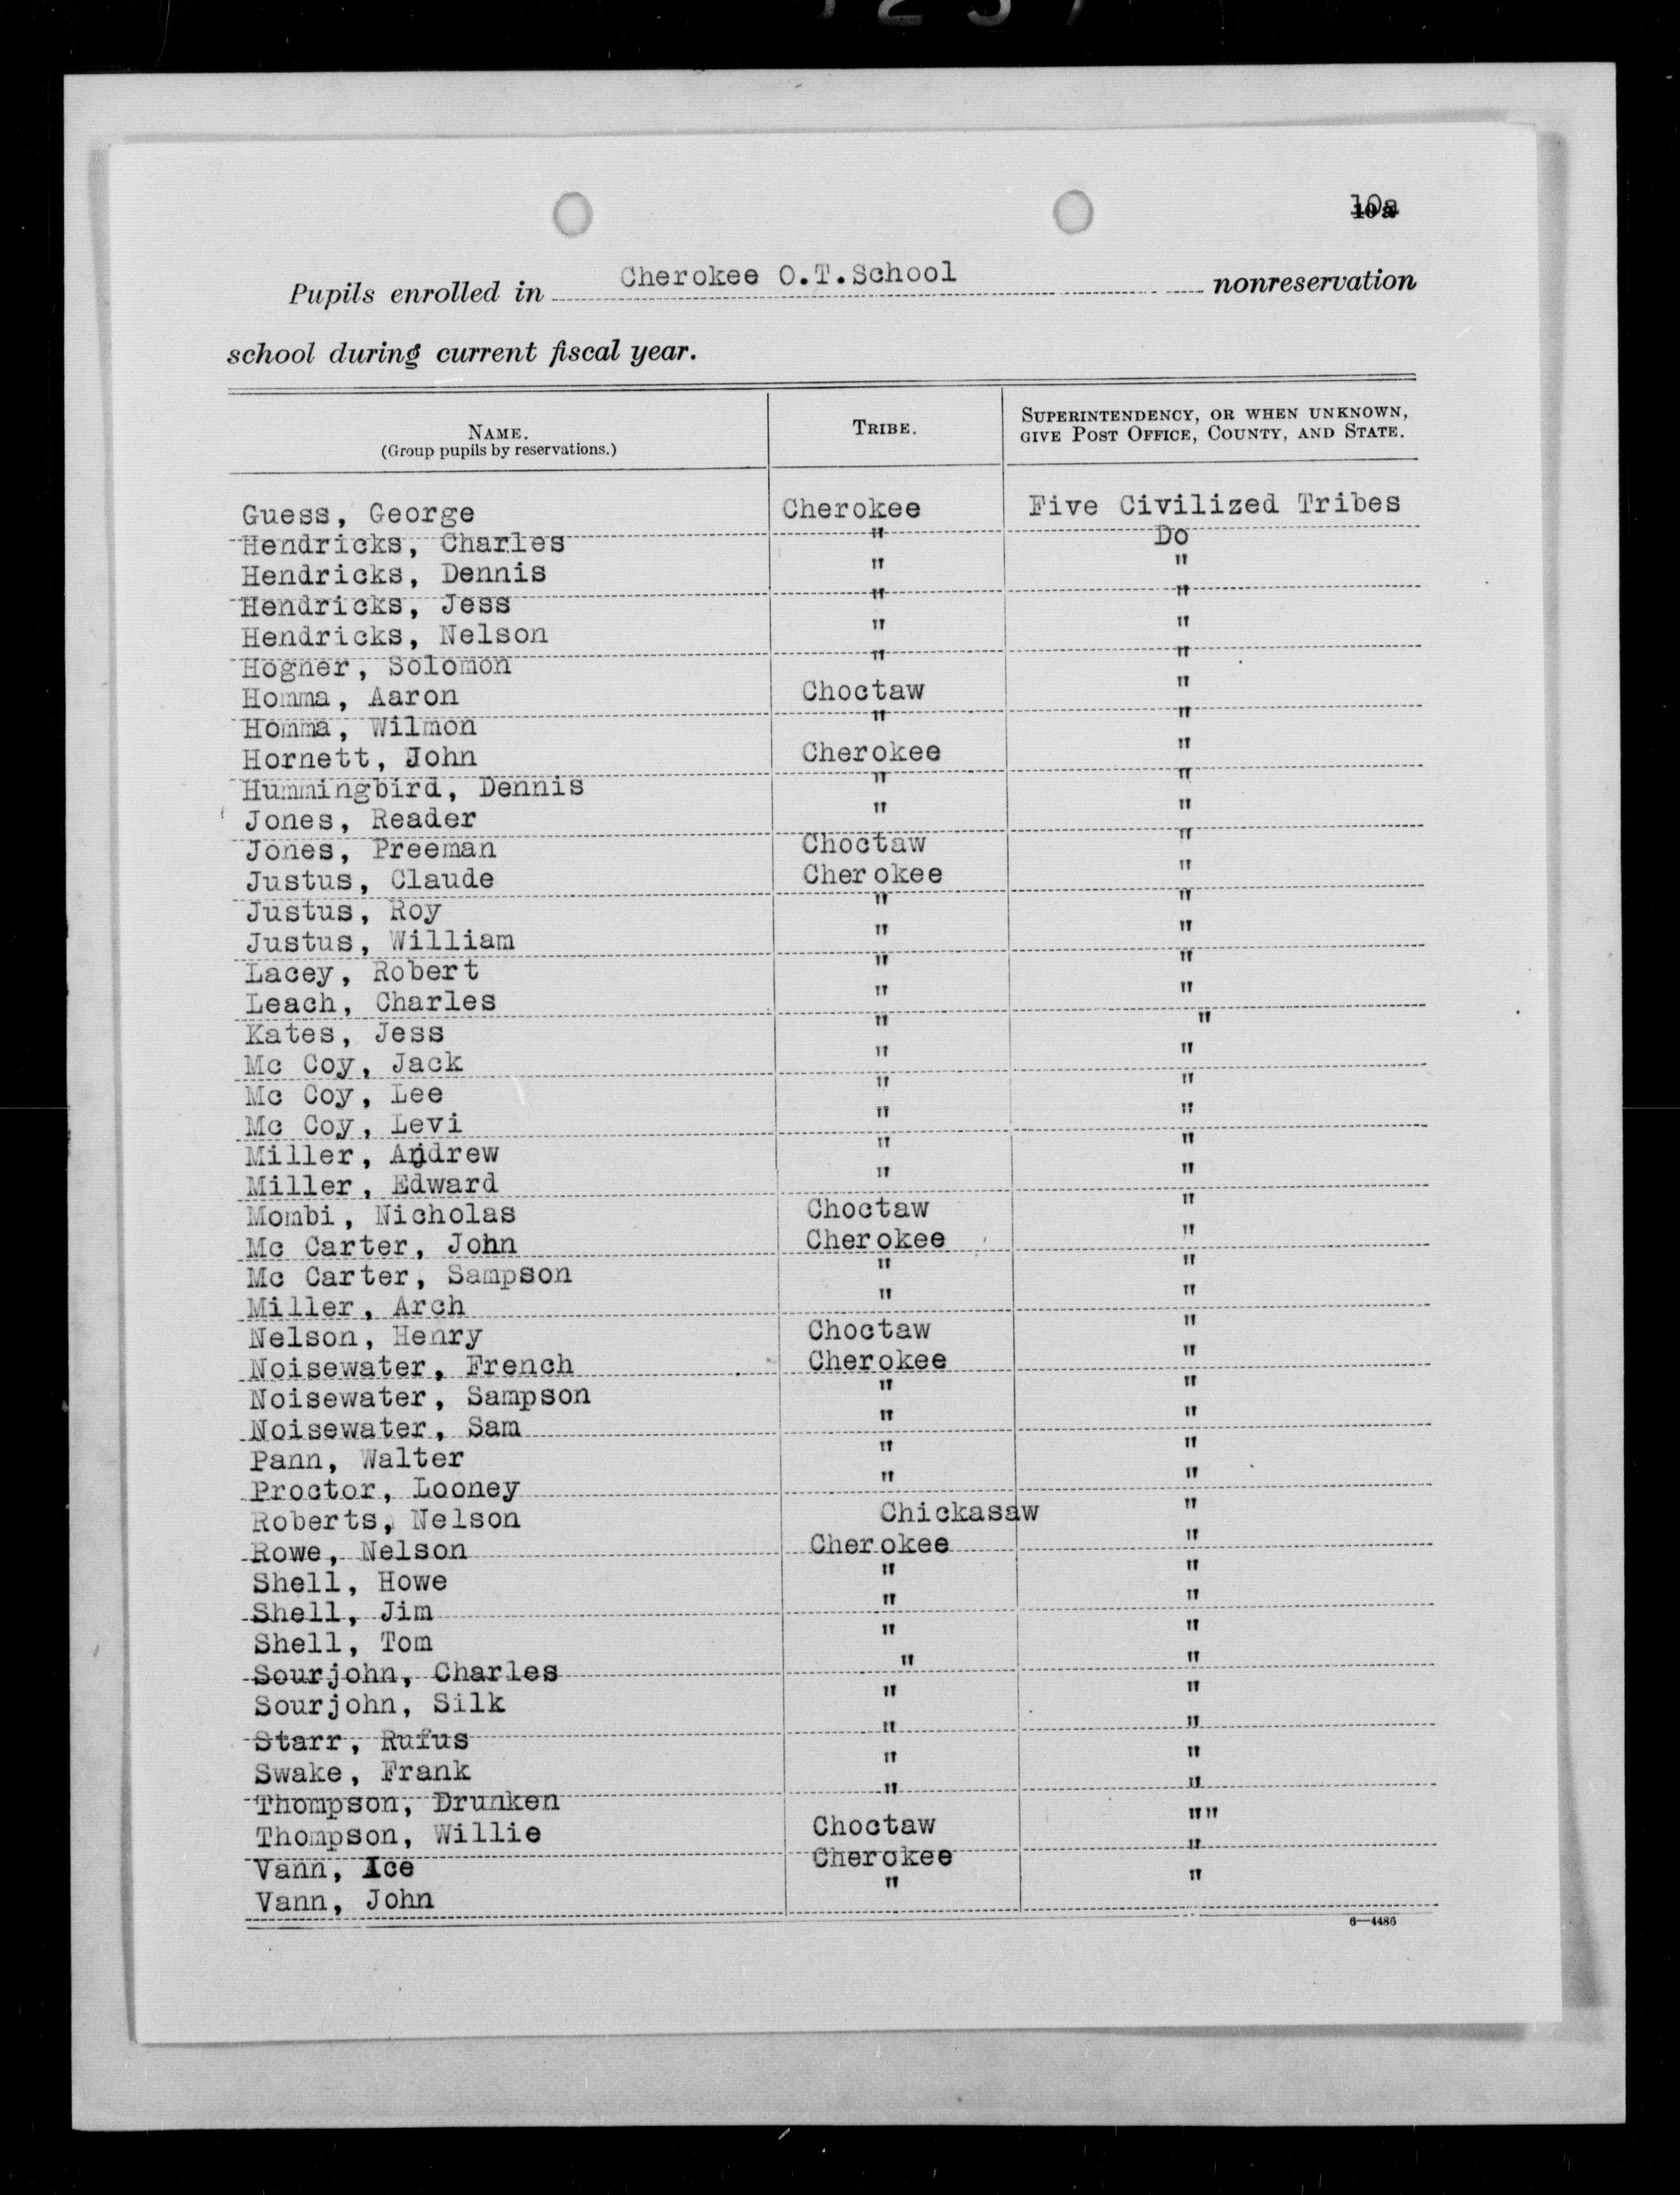 10a
Pupils enrolled in Cherokee O.T.School nonreservation
school during current fiscal year.
NAME. (Group pupils by reservations.) TRIBE. SUPERINTENDENCY, OR WHEN UNKNOWN, GIVE POST OFFICE, COUNTY, AND STATE.
Guess, George Cherokee Five Civilized Tribes
Hendricks, Charles " Do
Hendricks, Dennis " "
Hendricks, Jess " "
Hendricks, Nelson " "
Hogner, Solomon " "
Homma, Aaron Choctaw "
Homma, Wilmon " "
Hornett, John Cherokee "
Hummingbird, Dennis " "
Jones, Reader " "
Jones, Preeman Choctaw "
Justus, Claude Cherokee "
Justus, Roy " "
Justus, William " "
Lacey, Robert " "
Leach, Charles " "
Kates, Jess " "
Mc Coy, Jack " "
Mc Coy, Lee " "
Mc Coy, Levi " "
Miller, Andrew " "
Miller, Edward " "
Mombi, Nicholas Choctaw "
Mc Carter, John Cherokee "
Mc Carter, Sampson " "
Miller, Arch " "
Nelson, Henry Choctaw "
Noisewater, French Cherokee "
Noisewater, Sampson " "
Noisewater, Sam " "
Pann, Walter " "
Proctor, Looney " "
Roberts, Nelson Chickasaw "
Rowe, Nelson Cherokee "
Shell, Howe " "
Shell, Jim " "
Shell, Tom " "
Sourjohn, Charles " "
Sourjohn, Silk " "
Starr, Rufus " "
Swake, Frank " "
Thompson, Drunken " "
Thompson, Willie Choctaw ""
Vann, Ice Cherokee "
Vann, John " "
6—4486